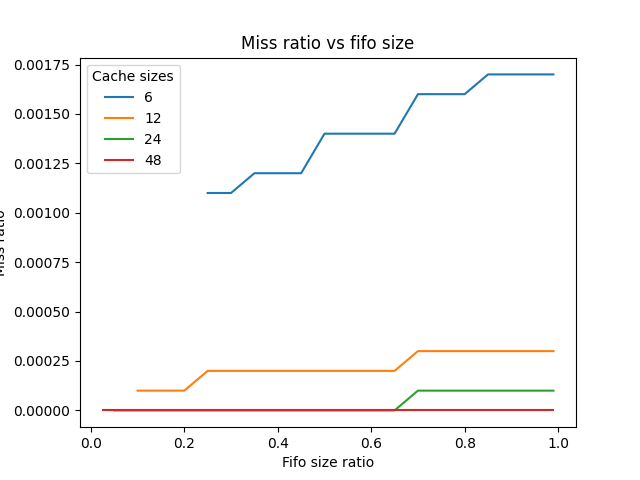 Miss ratio vs fifo size
Cache sizes
6
12
24
48
0.00175
0.00150
0.00125
0.00100
0.00075
0.00050
0.00025
0.00000
Miss ratio
0.0 0.2 0.4 0.6 0.8 1.0
Fifo size ratio